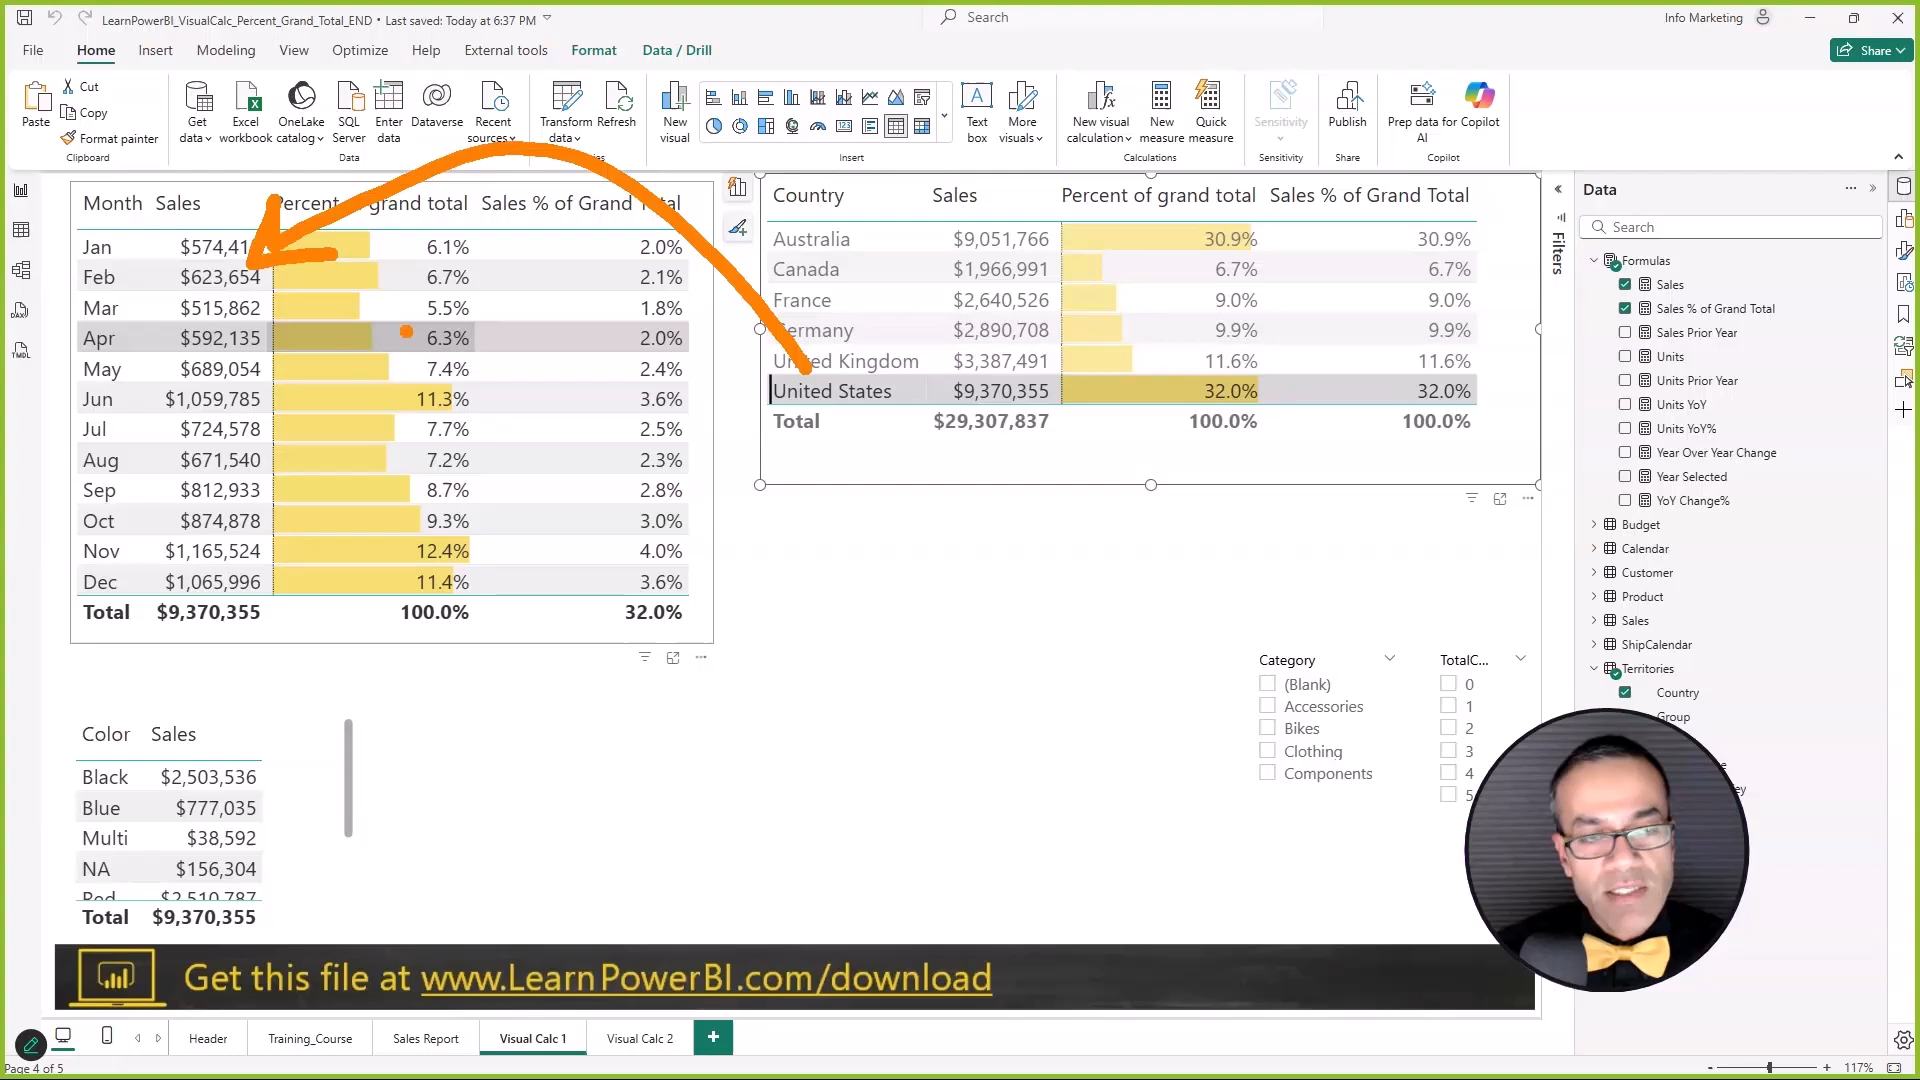 LearnPowerBI_VisualCalc_Percent_Grand_Total_END • Last saved: Today at 6:37 PM
Search
Info Marketing
File Home Insert Modeling View Optimize Help External tools Format Data / Drill
Share
Paste
Cut
Copy
Format painter
Clipboard
Get data
Excel workbook
OneLake catalog
SQL Server
Enter data
Dataverse
Recent sources
Data
Transform data
Refresh
New visual
Text box
More visuals
Insert
New visual calculation
New measure
Quick measure
Calculations
Sensitivity
Sensitivity
Publish
Share
Prep data for AI
Copilot
Copilot
Month Sales Percent of grand total Sales % of Grand Total
Jan 6.1% 2.0%
Feb $623,654 6.7% 2.1%
Mar $515,862 5.5% 1.8%
Apr $592,135 6.3% 2.0%
May $689,054 7.4% 2.4%
Jun $1,059,785 11.3% 3.6%
Jul $724,578 7.7% 2.5%
Aug $671,540 7.2% 2.3%
Sep $812,933 8.7% 2.8%
Oct $874,878 9.3% 3.0%
Nov $1,165,524 12.4% 4.0%
Dec $1,065,996 11.4% 3.6%
Total $9,370,355 100.0% 32.0%
Country Sales Percent of grand total Sales % of Grand Total
Australia $9,051,766 30.9% 30.9%
Canada $1,966,991 6.7% 6.7%
France $2,640,526 9.0% 9.0%
Germany $2,890,708 9.9% 9.9%
United Kingdom $3,387,491 11.6% 11.6%
United States $9,370,355 32.0% 32.0%
Total $29,307,837 100.0% 100.0%
Color Sales
Black $2,503,536
Blue $777,035
Multi $38,592
NA $156,304
Red $2,510,787
Total $9,370,355
Category
(Blank)
Accessories
Bikes
Clothing
Components
TotalC...
0
1
2
3
4
5
Filters
Data
Search
Formulas
Sales
Sales % of Grand Total
Sales Prior Year
Units
Units Prior Year
Units YoY
Units YoY%
Year Over Year Change
Year Selected
YoY Change%
Budget
Calendar
Customer
Product
Sales
ShipCalendar
Territories
Country
Group
DAX
TMDL
Get this file at www.LearnPowerBI.com/download
Header Training_Course Sales Report Visual Calc 1 Visual Calc 2 +
Page 4 of 5
- + 117%